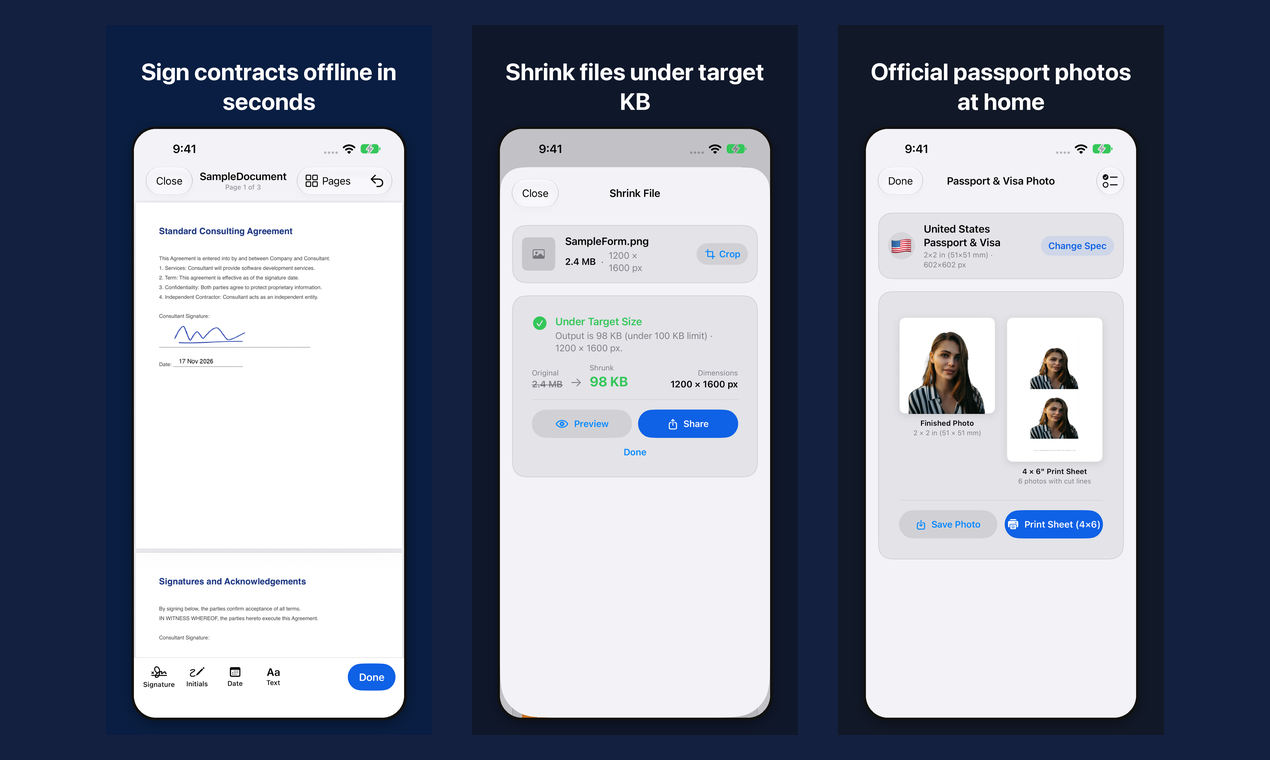 Sign contracts offline in
seconds
9:41
Close
SampleDocument
Page 1 of 3
Pages
Standard Consulting Agreement
This Agreement is entered into by and between Company and Consultant.
1. Services: Consultant will provide software development services.
2. Term: This agreement is effective as of the signature date.
3. Confidentiality: Both parties agree to protect proprietary information.
4. Independent Contractor: Consultant acts as an independent entity.
Consultant Signature:
Date: 17 Nov 2026
Signatures and Acknowledgements
By signing below, the parties confirm acceptance of all terms.
IN WITNESS WHEREOF, the parties hereto execute this Agreement.
Consultant Signature:
Signature
Initials
Date
Aa
Text
Done
Shrink files under target
KB
9:41
Close
Shrink File
SampleForm.png
2.4 MB · 1200 ×
1600 px
Crop
Under Target Size
Output is 98 KB (under 100 KB limit) ·
1200 × 1600 px.
Original
2.4 MB
→
Shrunk
98 KB
Dimensions
1200 × 1600 px
Preview
Share
Done
Official passport photos
at home
9:41
Done
Passport & Visa Photo
United States
Passport & Visa
2×2 in (51×51 mm) ·
602×602 px
Change Spec
Finished Photo
2 × 2 in (51 × 51 mm)
4 × 6" Print Sheet
6 photos with cut lines
Save Photo
Print Sheet (4×6)